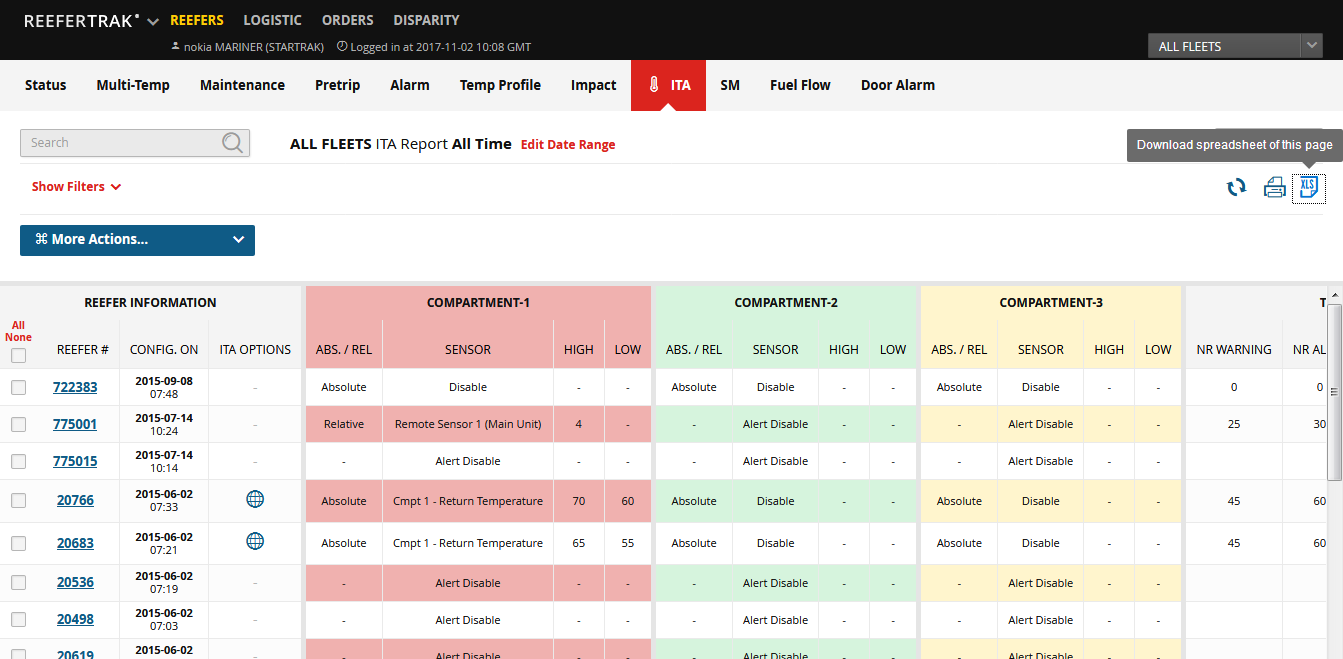 REEFERTRAK REEFERS LOGISTIC ORDERS DISPARITY
nokia MARINER (STARTRAK) Logged in at 2017-11-02 10:08 GMT
ALL FLEETS
Status Multi-Temp Maintenance Pretrip Alarm Temp Profile Impact ITA SM Fuel Flow Door Alarm
Search
ALL FLEETS ITA Report All Time Edit Date Range
Download spreadsheet of this page
Show Filters
XLS
⌘ More Actions...
REEFER INFORMATION COMPARTMENT-1 COMPARTMENT-2 COMPARTMENT-3 T
All
None
REEFER # CONFIG. ON ITA OPTIONS ABS. / REL SENSOR HIGH LOW ABS. / REL SENSOR HIGH LOW ABS. / REL SENSOR HIGH LOW NR WARNING NR AL
722383 2015-09-08 07:48 - Absolute Disable - - Absolute Disable - - Absolute Disable - - 0 0
775001 2015-07-14 10:24 - Relative Remote Sensor 1 (Main Unit) 4 - - Alert Disable - - - Alert Disable - - 25 30
775015 2015-07-14 10:14 - - Alert Disable - - - Alert Disable - - - Alert Disable - -
20766 2015-06-02 07:33 Absolute Cmpt 1 - Return Temperature 70 60 Absolute Disable - - Absolute Disable - - 45 60
20683 2015-06-02 07:21 Absolute Cmpt 1 - Return Temperature 65 55 Absolute Disable - - Absolute Disable - - 45 60
20536 2015-06-02 07:19 - - Alert Disable - - - Alert Disable - - - Alert Disable - -
20498 2015-06-02 07:03 - - Alert Disable - - - Alert Disable - - - Alert Disable - -
20619 2015-06-02 - - Alert Disable - - - Alert Disable - - - Alert Disable - -